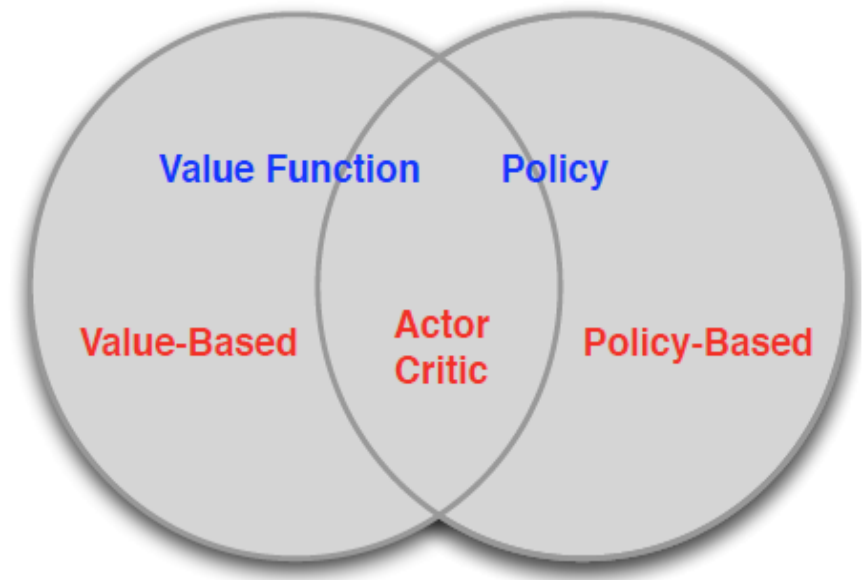 Value Function
Policy
Value-Based
Actor
Critic
Policy-Based